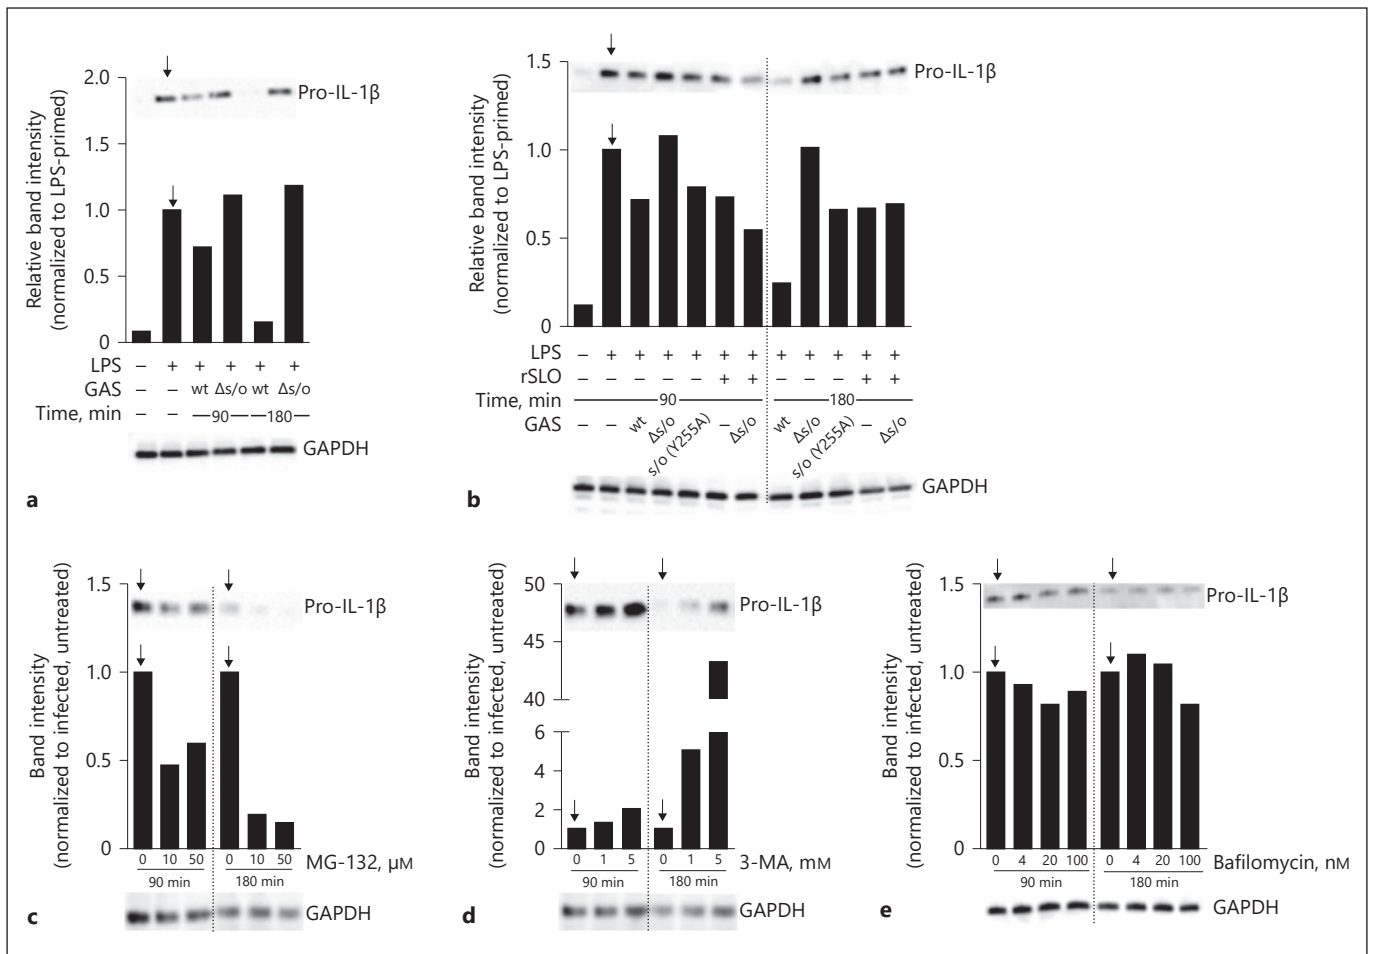 2.0
1.5
1.0
0.5
0
Relative band intensity
(normalized to LPS-primed)
Pro-IL-1β
LPS – + + + + +
GAS – – wt Δs/o wt Δs/o
Time, min – – 90 180
GAPDH
a
1.5
1.0
0.5
0
Relative band intensity
(normalized to LPS-primed)
Pro-IL-1β
LPS – + + + + + + + + + + +
rSLO – – – – – + + – – – + +
Time, min 90 180
GAS – – wt Δs/o s/o (Y255A) – Δs/o wt Δs/o s/o (Y255A) – Δs/o
GAPDH
b
1.5
1.0
0.5
0
Band intensity
(normalized to infected, untreated)
Pro-IL-1β
0 10 50 0 10 50 MG-132, μM
90 min 180 min
GAPDH
c
50
45
40
6
4
2
0
Band intensity
(normalized to infected, untreated)
Pro-IL-1β
0 1 5 0 1 5 3-MA, mM
90 min 180 min
GAPDH
d
1.5
1.0
0.5
0
Band intensity
(normalized to infected, untreated)
Pro-IL-1β
0 4 20 100 0 4 20 100 Bafilomycin, nM
90 min 180 min
GAPDH
e